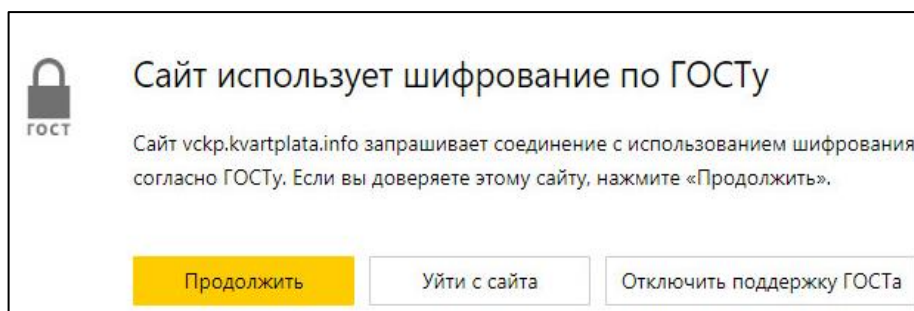 Сайт использует шифрование по ГОСТу
ГОСТ
Сайт vckp.kvartplata.info запрашивает соединение с использованием шифрования
согласно ГОСТу. Если вы доверяете этому сайту, нажмите «Продолжить».
Продолжить
Уйти с сайта
Отключить поддержку ГОСТа